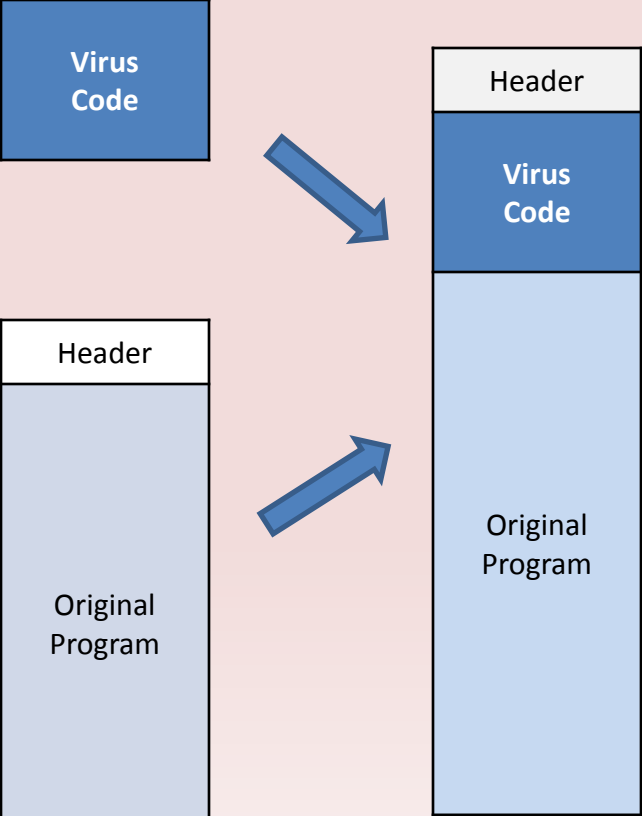 Virus
Code
Header
Original
Program
Header
Virus
Code
Original
Program